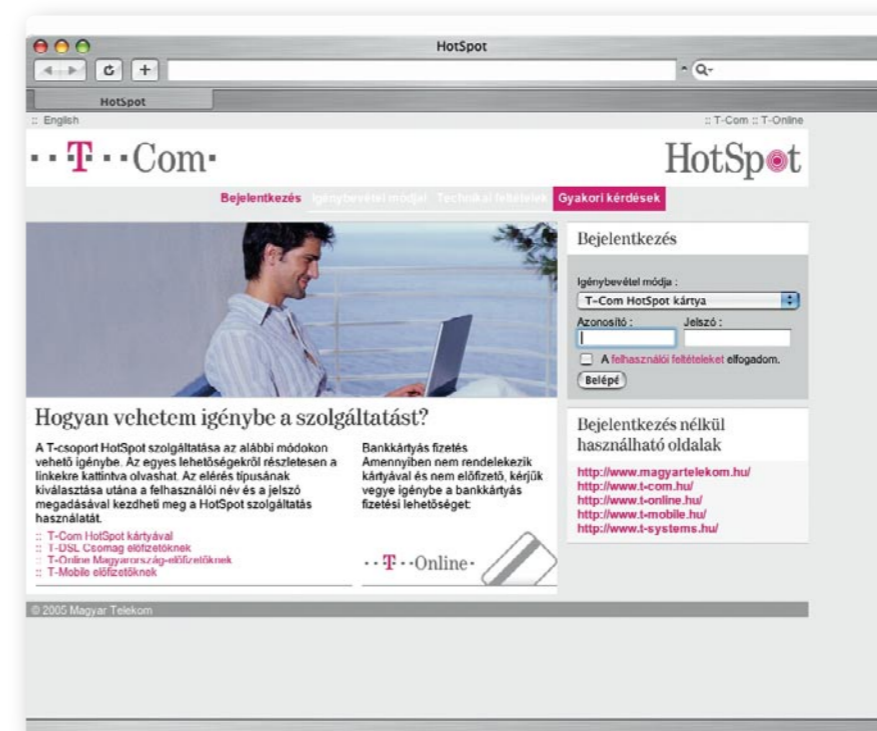 HotSpot
HotSpot
:: English
:: T-Com :: T-Online
··T··Com·
HotSpot
Bejelentkezés Igénybevétel módjai Technikai feltételek Gyakori kérdések
Bejelentkezés
Igénybevétel módja :
T-Com HotSpot kártya
Azonosító : Jelszó :
A felhasználói feltételeket elfogadom.
Belépé
Hogyan vehetem igénybe a szolgáltatást?
A T-csoport HotSpot szolgáltatása az alábbi módokon
vehető igénybe. Az egyes lehetőségekről részletesen a
linkekre kattintva olvashat. Az elérés típusának
kiválasztása utána a felhasználói név és a jelszó
megadásával kezdheti meg a HotSpot szolgáltatás
használatát.
:: T-Com HotSpot kártyával
:: T-DSL Csomag előfizetőknek
:: T-Online Magyarország-előfizetőknek
:: T-Mobile előfizetőknek
Bankkártyás fizetés
Amennyiben nem rendelekezik
kártyával és nem előfizető, kérjük
vegye igénybe a bankkártyás
fizetési lehetőséget:
··T··Online·
Bejelentkezés nélkül
használható oldalak
http://www.magyartelekom.hu/
http://www.t-com.hu/
http://www.t-online.hu/
http://www.t-mobile.hu/
http://www.t-systems.hu/
© 2005 Magyar Telekom